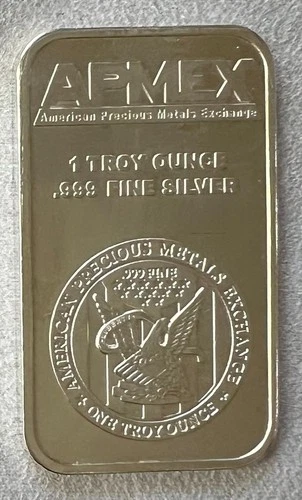 APMEX
American Precious Metals Exchange
1 TROY OUNCE
.999 FINE SILVER
AMERICAN PRECIOUS METALS EXCHANGE
.999 FINE
ONE TROY OUNCE